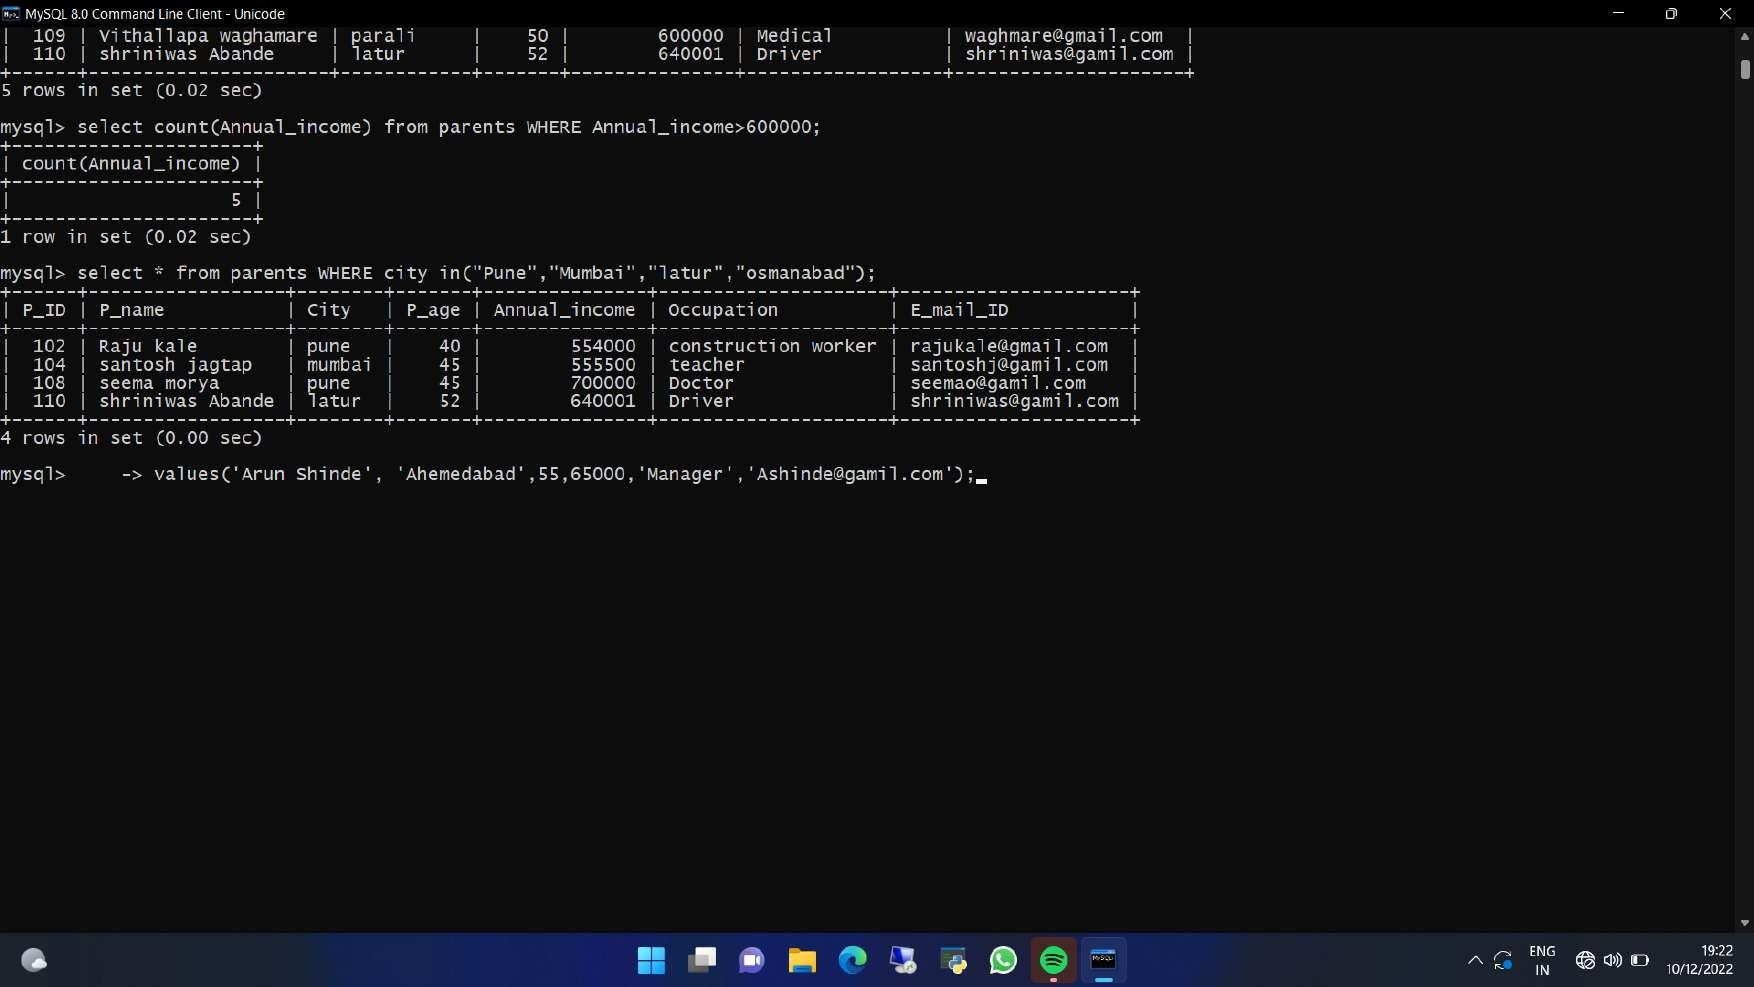 MySQL 8.0 Command Line Client - Unicode
| 109 | Vithallapa waghamare | parali | 50 | 600000 | Medical | waghmare@gmail.com |
| 110 | shriniwas Abande | latur | 52 | 640001 | Driver | shriniwas@gamil.com |
+------+----------------------+------------+-------+---------------+------------------+---------------------+
5 rows in set (0.02 sec)
mysql> select count(Annual_income) from parents WHERE Annual_income>600000;
+----------------------+
| count(Annual_income) |
+----------------------+
| 5 |
+----------------------+
1 row in set (0.02 sec)
mysql> select * from parents WHERE city in("Pune","Mumbai","latur","osmanabad");
+------+------------------+--------+-------+---------------+---------------------+---------------------+
| P_ID | P_name | City | P_age | Annual_income | Occupation | E_mail_ID |
+------+------------------+--------+-------+---------------+---------------------+---------------------+
| 102 | Raju kale | pune | 40 | 554000 | construction worker | rajukale@gmail.com |
| 104 | santosh jagtap | mumbai | 45 | 555500 | teacher | santoshj@gamil.com |
| 108 | seema morya | pune | 45 | 700000 | Doctor | seemao@gamil.com |
| 110 | shriniwas Abande | latur | 52 | 640001 | Driver | shriniwas@gamil.com |
+------+------------------+--------+-------+---------------+---------------------+---------------------+
4 rows in set (0.00 sec)
mysql> -> values('Arun Shinde', 'Ahemedabad',55,65000,'Manager','Ashinde@gamil.com');
MySQL
ENG
IN
19:22
10/12/2022